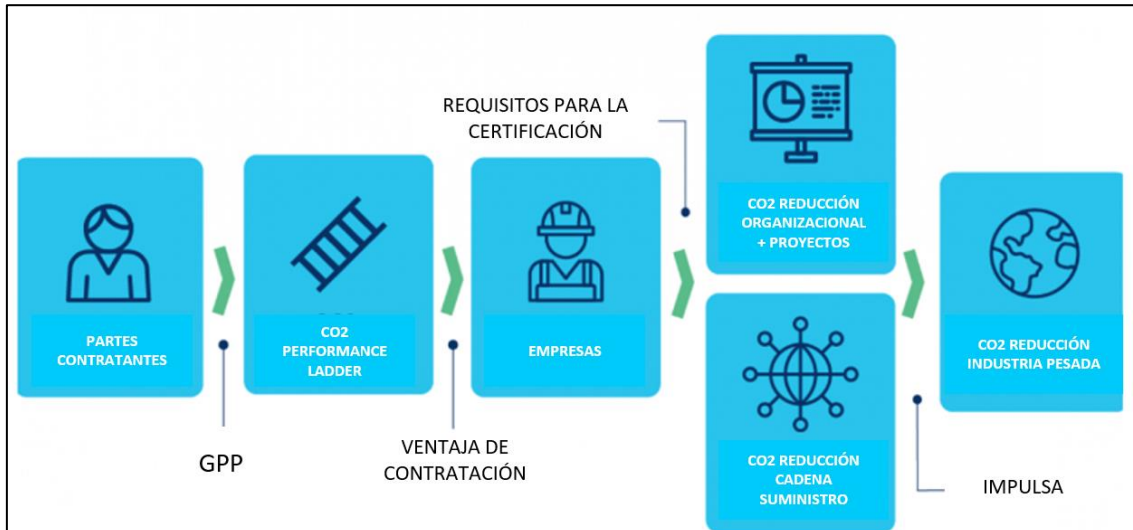 PARTES
CONTRATANTES
GPP
CO2
PERFORMANCE
LADDER
VENTAJA DE
CONTRATACIÓN
EMPRESAS
REQUISITOS PARA LA
CERTIFICACIÓN
CO2 REDUCCIÓN
ORGANIZACIONAL
+ PROYECTOS
CO2 REDUCCIÓN
CADENA
SUMINISTRO
IMPULSA
CO2 REDUCCIÓN
INDUSTRIA PESADA